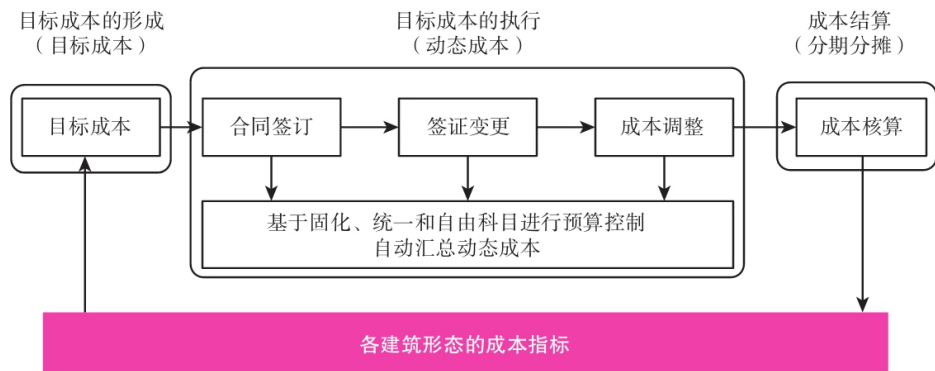 目标成本的形成
（目标成本）
目标成本的执行
（动态成本）
成本结算
（分期分摊）
目标成本
合同签订
签证变更
成本调整
成本核算
基于固化、统一和自由科目进行预算控制
自动汇总动态成本
各建筑形态的成本指标